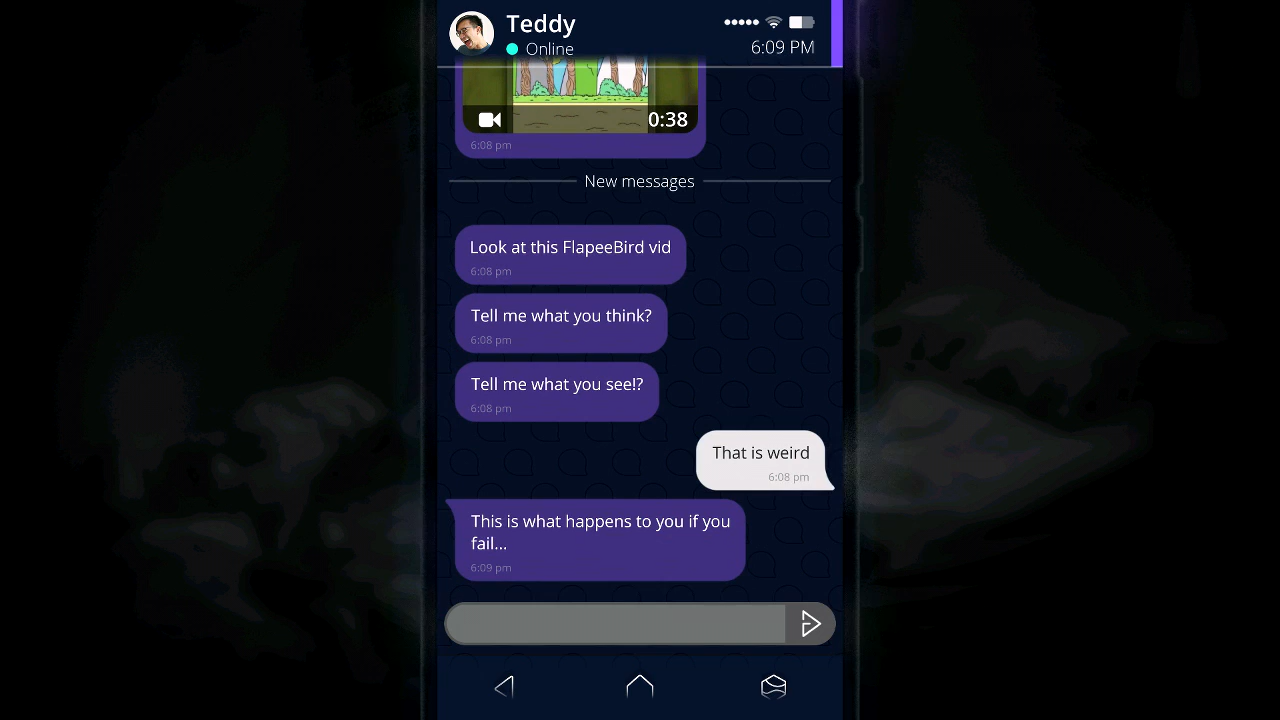 Teddy
Online
6:09 PM
0:38
6:08 pm
New messages
Look at this FlapeeBird vid
6:08 pm
Tell me what you think?
6:08 pm
Tell me what you see!?
6:08 pm
That is weird
6:08 pm
This is what happens to you if you
fail...
6:09 pm